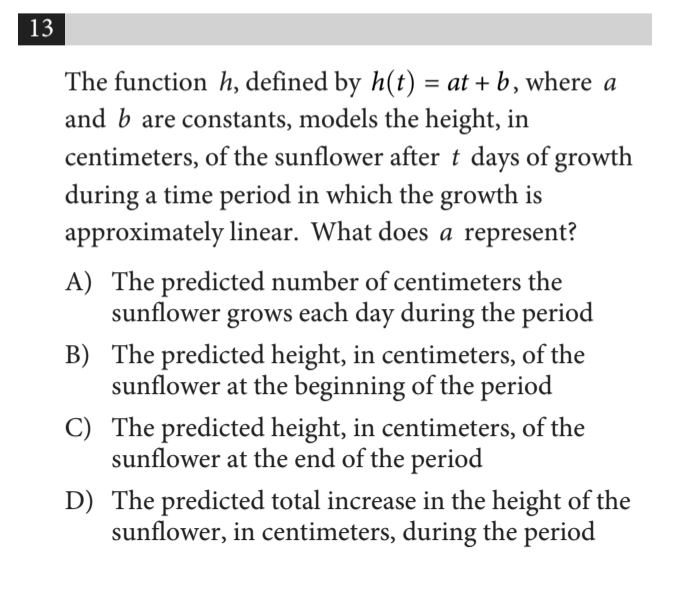 13
The function h, defined by h(t) = at + b, where a
and b are constants, models the height, in
centimeters, of the sunflower after t days of growth
during a time period in which the growth is
approximately linear. What does a represent?
A) The predicted number of centimeters the
sunflower grows each day during the period
B) The predicted height, in centimeters, of the
sunflower at the beginning of the period
C) The predicted height, in centimeters, of the
sunflower at the end of the period
D) The predicted total increase in the height of the
sunflower, in centimeters, during the period